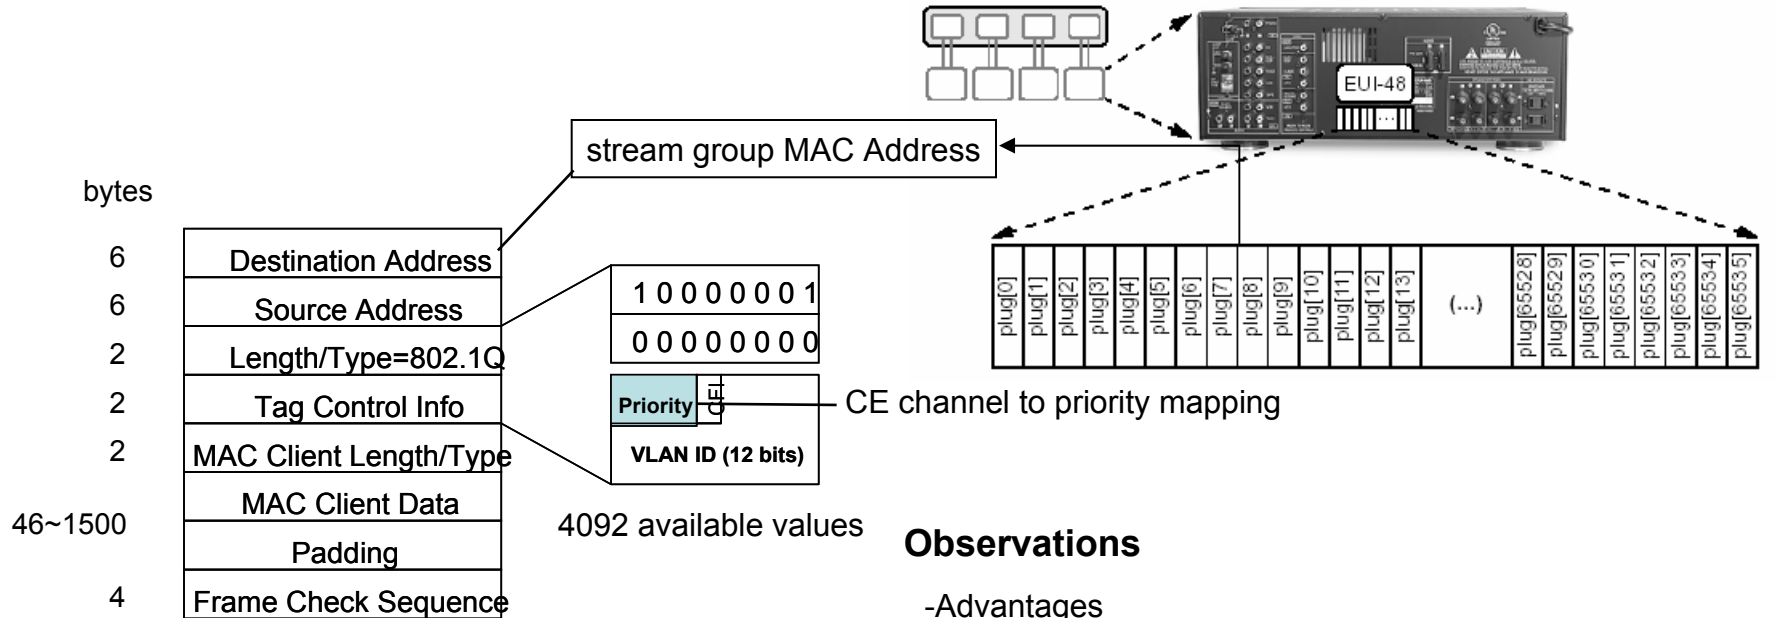 EUI-48
...
stream group MAC Address
bytes
6 Destination Address
6 Source Address
2 Length/Type=802.1Q
2 Tag Control Info
2 MAC Client Length/Type
46~1500 MAC Client Data
Padding
4 Frame Check Sequence
1 0 0 0 0 0 0 1
0 0 0 0 0 0 0 0
Priority
CFI
VLAN ID (12 bits)
CE channel to priority mapping
4092 available values
plug[0]
plug[1]
plug[2]
plug[3]
plug[4]
plug[5]
plug[6]
plug[7]
plug[8]
plug[9]
plug[10]
plug[11]
plug[12]
plug[13]
(...)
plug[65528]
plug[65529]
plug[65530]
plug[65531]
plug[65532]
plug[65533]
plug[65534]
plug[65535]
Observations
-Advantages